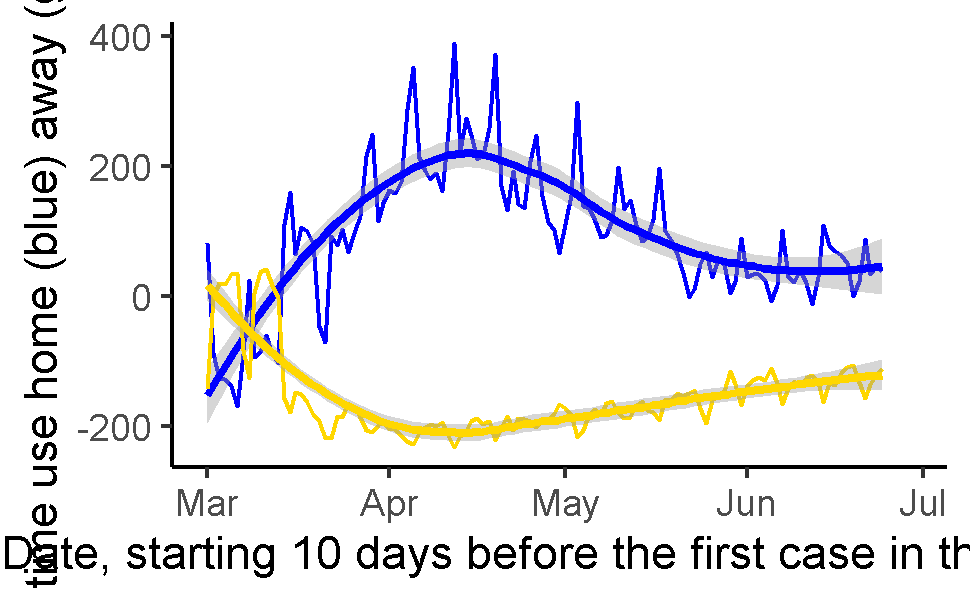 time use home (blue) away (
400
200
0
-200
Mar Apr May Jun Jul
Date, starting 10 days before the first case in th